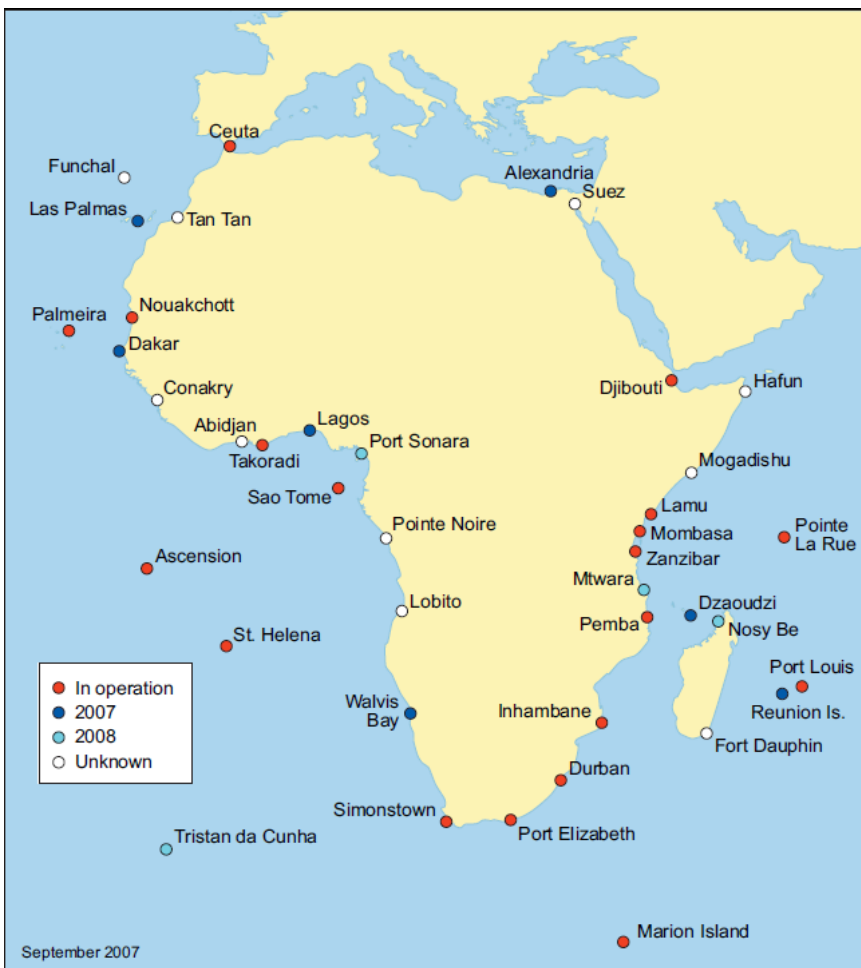 Ceuta
Funchal
Alexandria
Suez
Las Palmas
Tan Tan
Nouakchott
Palmeira
Dakar
Djibouti
Hafun
Conakry
Abidjan
Lagos
Port Sonara
Takoradi
Mogadishu
Sao Tome
Lamu
Pointe Noire
Mombasa
Pointe
La Rue
Zanzibar
Ascension
Mtwara
Dzaoudzi
Lobito
Pemba
Nosy Be
St. Helena
Port Louis
In operation
2007
2008
Unknown
Walvis
Bay
Inhambane
Reunion Is.
Fort Dauphin
Durban
Simonstown
Port Elizabeth
Tristan da Cunha
Marion Island
September 2007